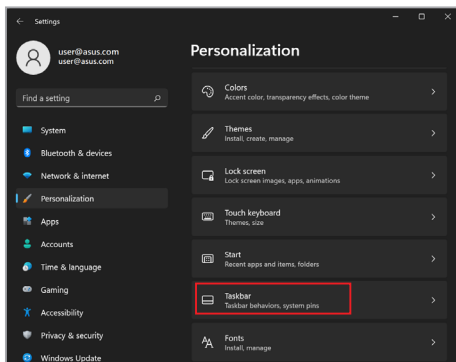 Settings
user@asus.com
user@asus.com
Find a setting
System
Bluetooth & devices
Network & internet
Personalization
Apps
Accounts
Time & language
Gaming
Accessibility
Privacy & security
Windows Update
Personalization
Colors
Accent color, transparency effects, color theme
Themes
Install, create, manage
Lock screen
Lock screen images, apps, animations
Touch keyboard
Themes, size
Start
Recent apps and items, folders
Taskbar
Taskbar behaviors, system pins
Fonts
Install, manage